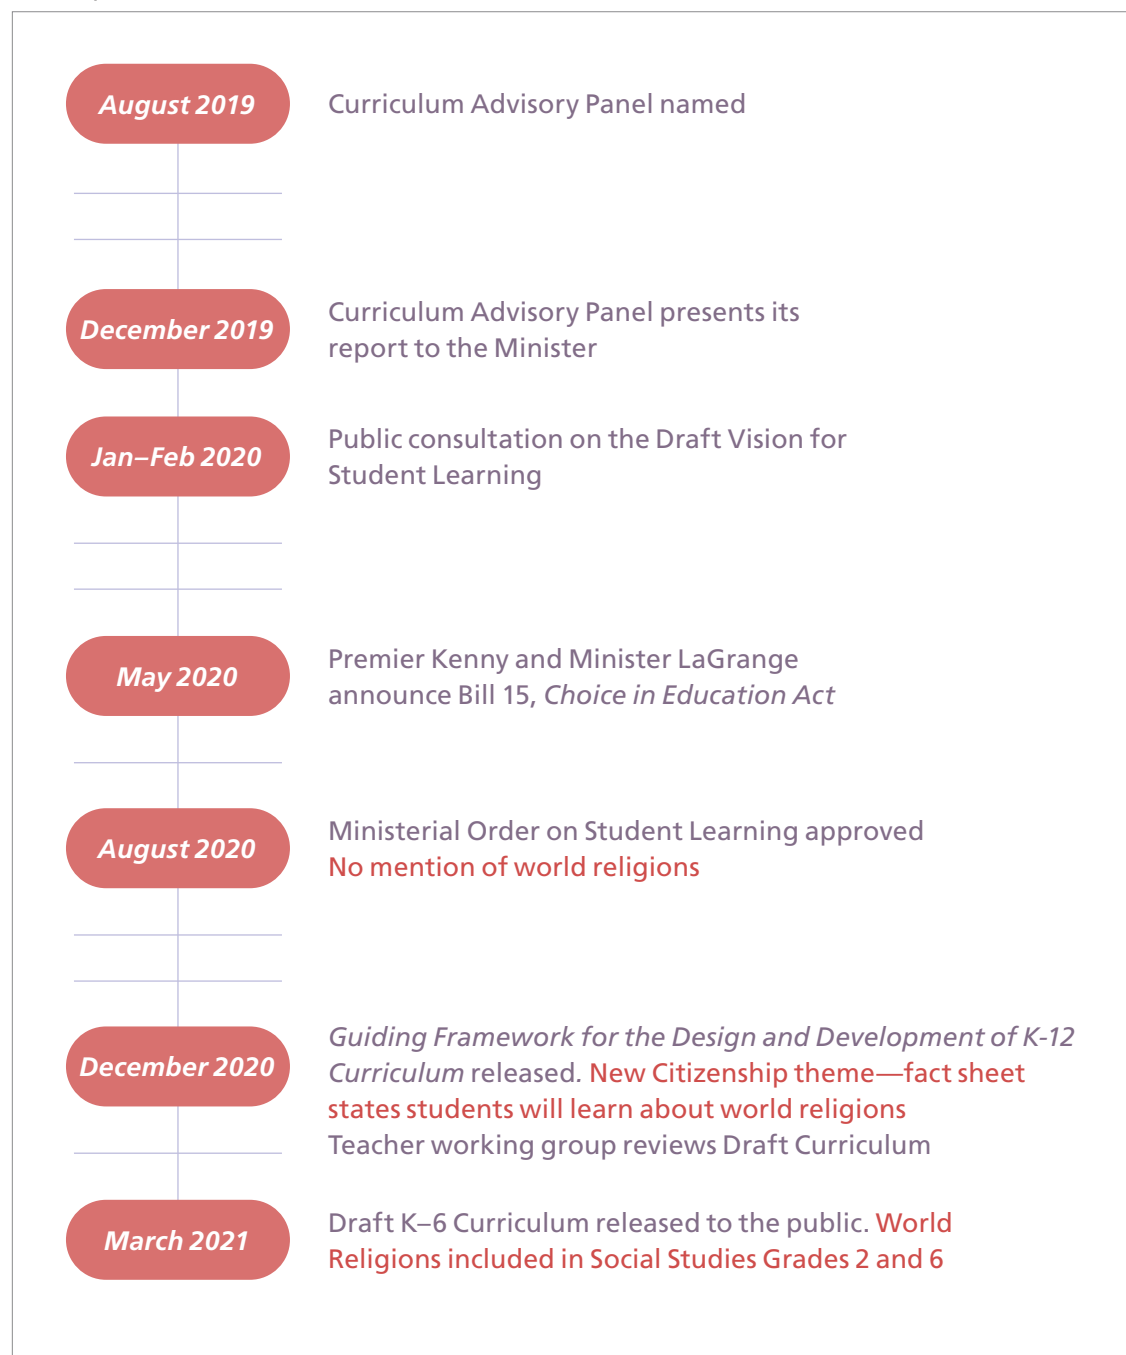 August 2019
Curriculum Advisory Panel named
December 2019
Curriculum Advisory Panel presents its
report to the Minister
Jan–Feb 2020
Public consultation on the Draft Vision for
Student Learning
May 2020
Premier Kenny and Minister LaGrange
announce Bill 15, Choice in Education Act
August 2020
Ministerial Order on Student Learning approved
No mention of world religions
December 2020
Guiding Framework for the Design and Development of K-12
Curriculum released. New Citizenship theme—fact sheet
states students will learn about world religions
Teacher working group reviews Draft Curriculum
March 2021
Draft K–6 Curriculum released to the public. World
Religions included in Social Studies Grades 2 and 6